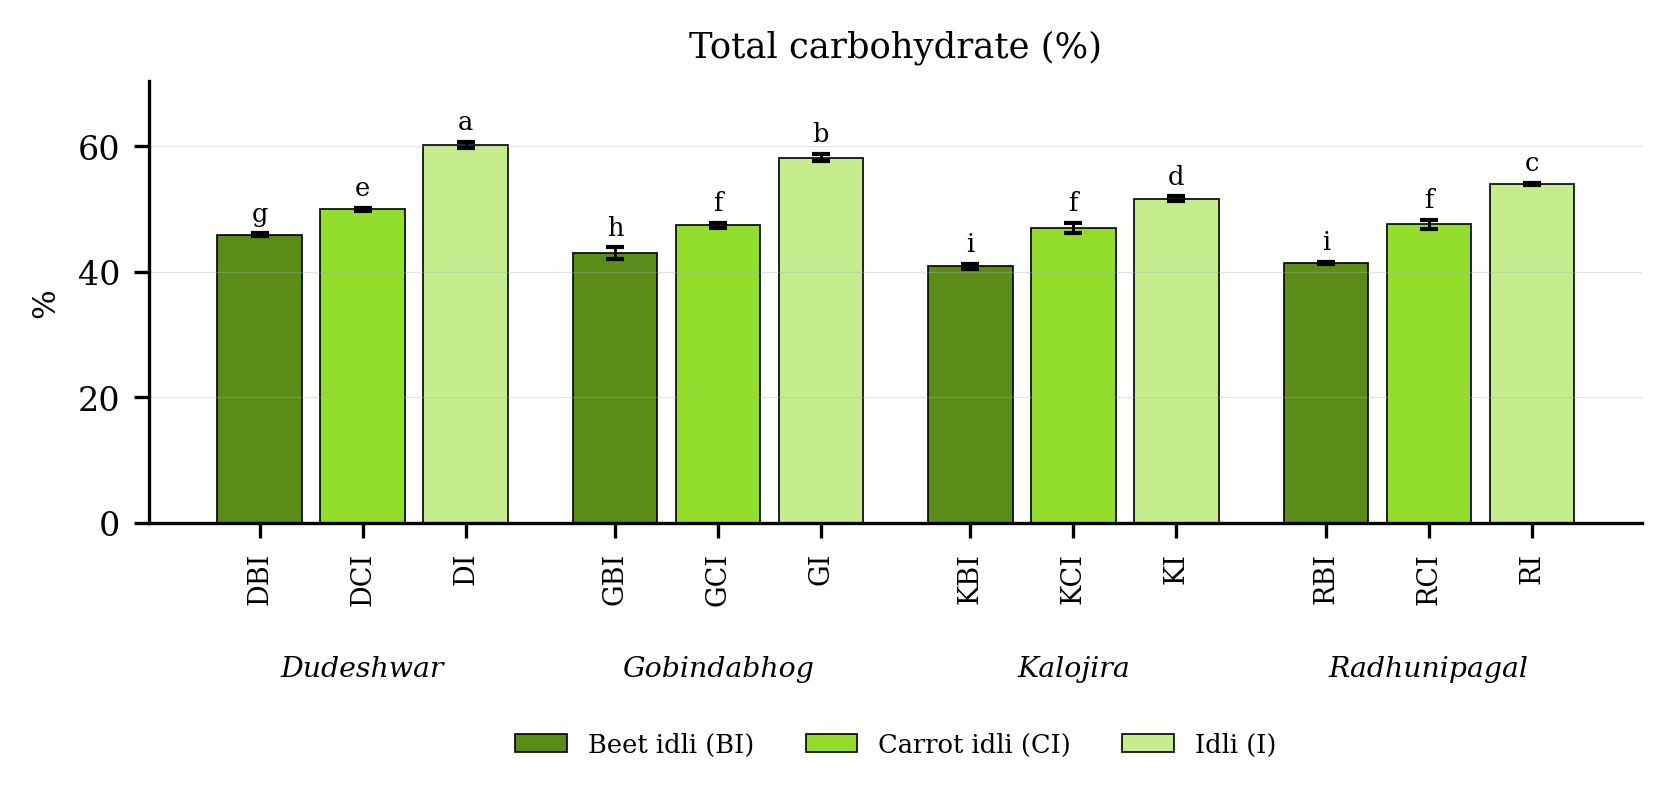 Total carbohydrate (%)
%
60
40
20
0
g
e
a
h
f
b
i
f
d
i
f
c
DBI
DCI
DI
GBI
GCI
GI
KBI
KCI
KI
RBI
RCI
RI
Dudeshwar
Gobindabhog
Kalojira
Radhunipagal
Beet idli (BI)
Carrot idli (CI)
Idli (I)